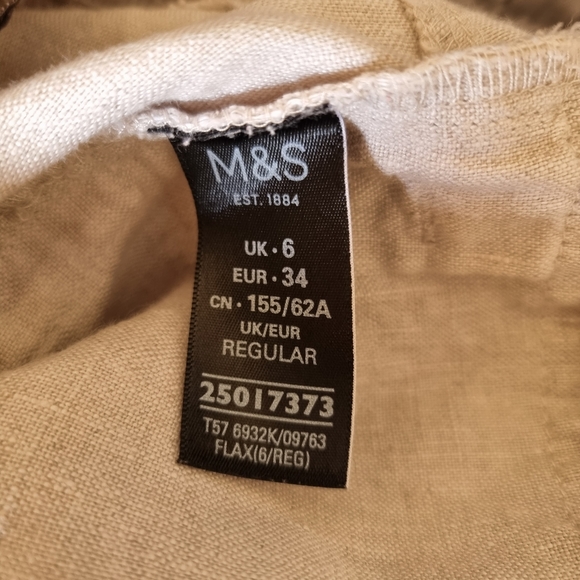 M&S
EST. 1884
UK • 6
EUR • 34
CN • 155/62A
UK/EUR
REGULAR
25017373
T57 6932K/09763
FLAX(6/REG)